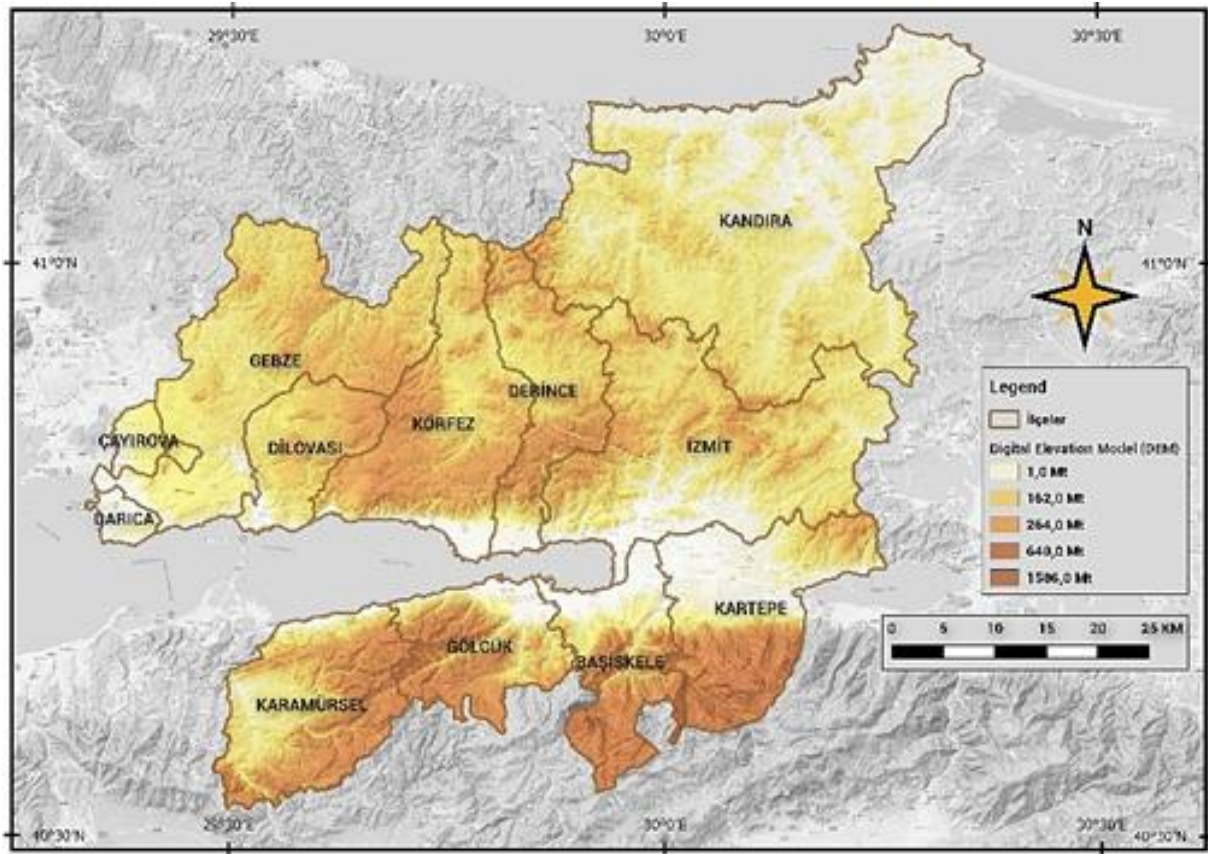 29°30'E 30°0'E 30°30'E
KANDIRA
N
41°0'N 41°0'N
GEBZE
DERİNCE
Legend
İlçeler
ÇAYIROVA
KÖRFEZ
DİLOVASI
İZMİT
Digital Elevation Model (DEM)
1,0 Mt
162,0 Mt
264,0 Mt
640,0 Mt
1506,0 Mt
DARICA
KARTEPE
0 5 10 15 20 25 KM
GÖLCÜK
BAŞİSKELE
KARAMÜRSEL
29°30'E 30°0'E 30°30'E
40°30'N 40°30'N